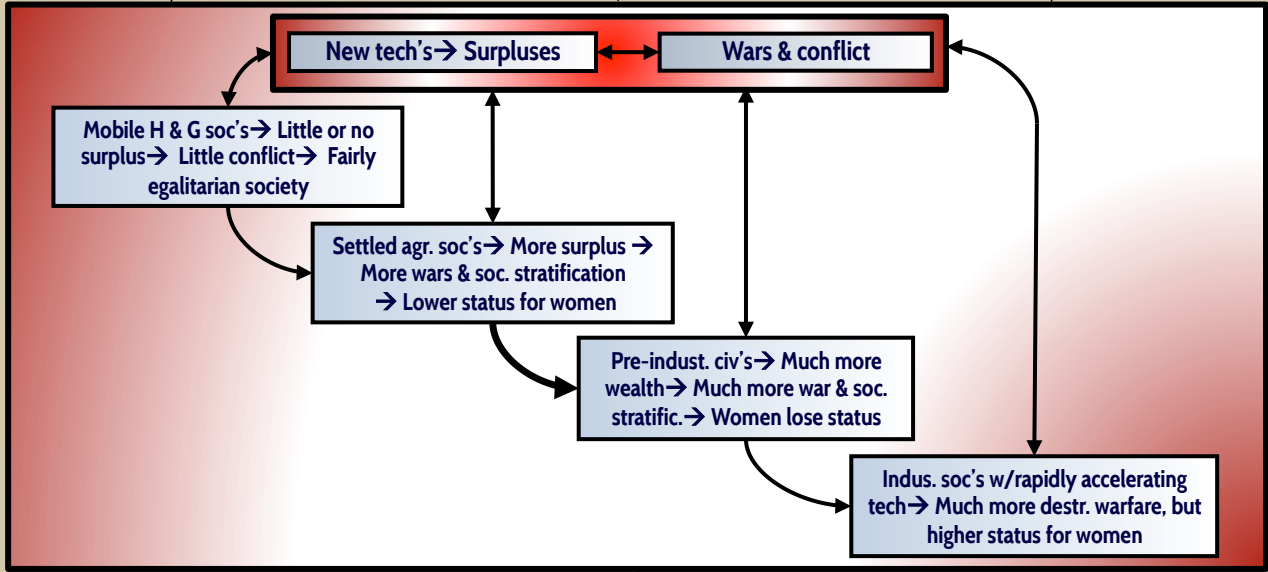 New tech's→ Surpluses
Wars & conflict
Mobile H & G soc's→ Little or no
surplus→ Little conflict→ Fairly
egalitarian society
Settled agr. soc's→ More surplus →
More wars & soc. stratification
→ Lower status for women
Pre-indust. civ's→ Much more
wealth→ Much more war & soc.
stratific.→ Women lose status
Indus. soc's w/rapidly accelerating
tech→ Much more destr. warfare, but
higher status for women